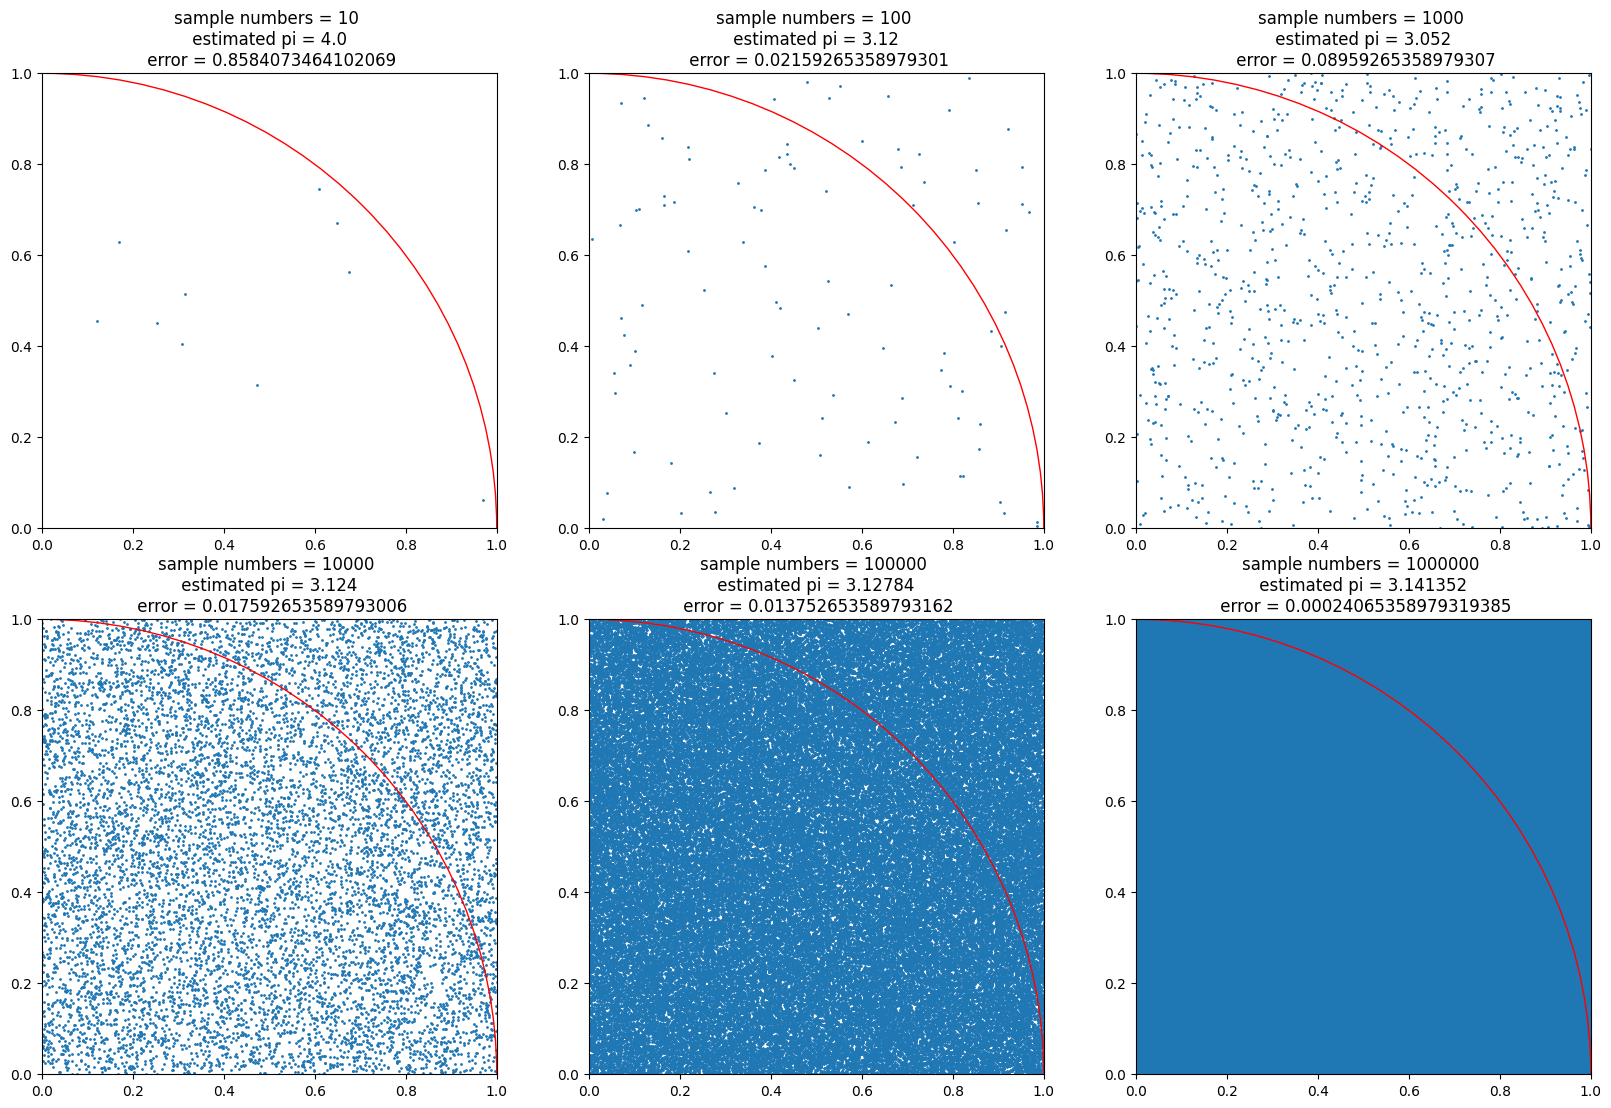 sample numbers = 10
estimated pi = 4.0
error = 0.8584073464102069
1.0
0.8
0.6
0.4
0.2
0.0
0.0 0.2 0.4 0.6 0.8 1.0
sample numbers = 100
estimated pi = 3.12
error = 0.02159265358979301
1.0
0.8
0.6
0.4
0.2
0.0
0.0 0.2 0.4 0.6 0.8 1.0
sample numbers = 1000
estimated pi = 3.052
error = 0.08959265358979307
1.0
0.8
0.6
0.4
0.2
0.0
0.0 0.2 0.4 0.6 0.8 1.0
sample numbers = 10000
estimated pi = 3.124
error = 0.017592653589793006
1.0
0.8
0.6
0.4
0.2
0.0
0.0 0.2 0.4 0.6 0.8 1.0
sample numbers = 100000
estimated pi = 3.12784
error = 0.013752653589793162
1.0
0.8
0.6
0.4
0.2
0.0
0.0 0.2 0.4 0.6 0.8 1.0
sample numbers = 1000000
estimated pi = 3.141352
error = 0.00024065358979319385
1.0
0.8
0.6
0.4
0.2
0.0
0.0 0.2 0.4 0.6 0.8 1.0